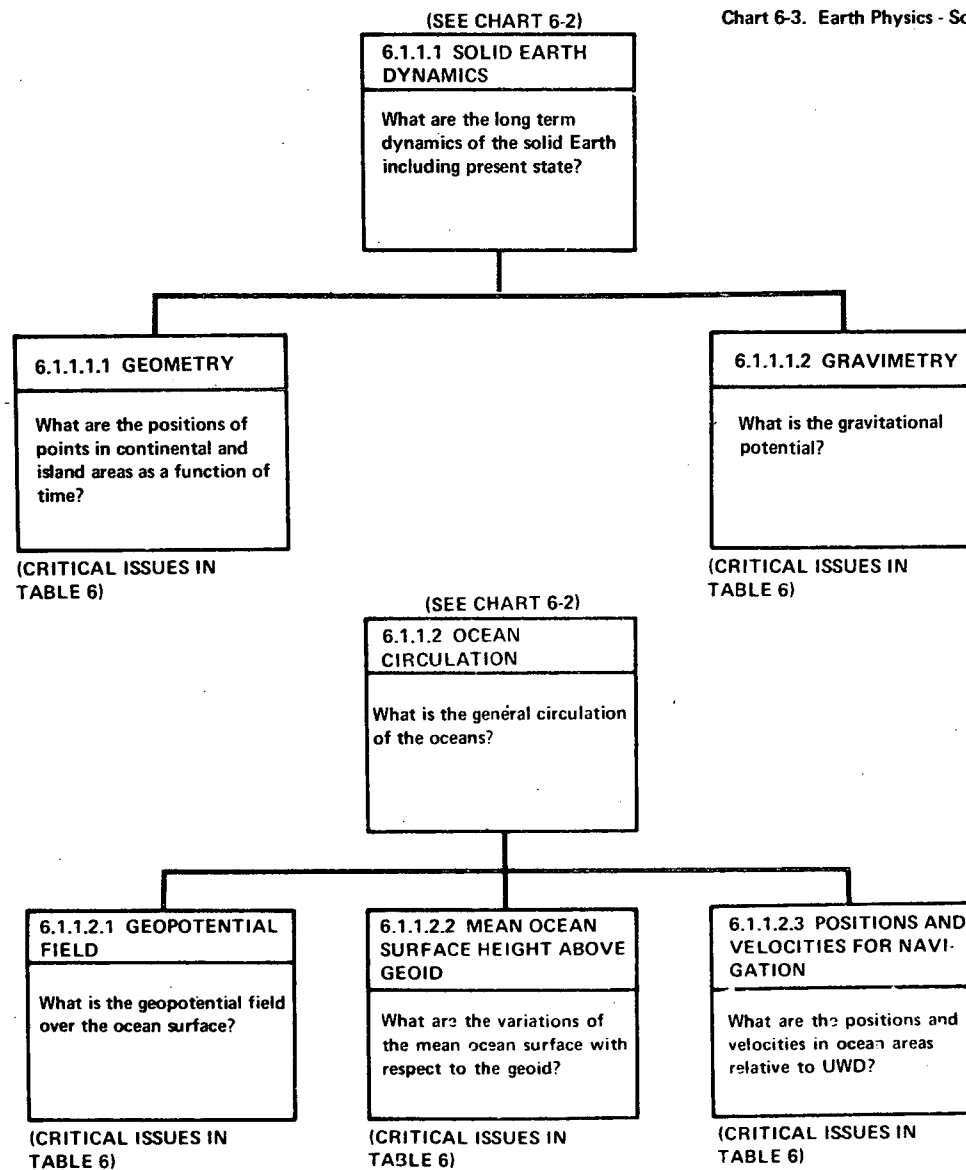 (SEE CHART 6-2)
Chart 6-3. Earth Physics - So
6.1.1.1 SOLID EARTH
DYNAMICS
What are the long term
dynamics of the solid Earth
including present state?
6.1.1.1.1 GEOMETRY
What are the positions of
points in continental and
island areas as a function of
time?
(CRITICAL ISSUES IN
TABLE 6)
6.1.1.1.2 GRAVIMETRY
What is the gravitational
potential?
(CRITICAL ISSUES IN
TABLE 6)
(SEE CHART 6-2)
6.1.1.2 OCEAN
CIRCULATION
What is the general circulation
of the oceans?
6.1.1.2.1 GEOPOTENTIAL
FIELD
What is the geopotential field
over the ocean surface?
(CRITICAL ISSUES IN
TABLE 6)
6.1.1.2.2 MEAN OCEAN
SURFACE HEIGHT ABOVE
GEOID
What are the variations of
the mean ocean surface with
respect to the geoid?
(CRITICAL ISSUES IN
TABLE 6)
6.1.1.2.3 POSITIONS AND
VELOCITIES FOR NAVI-
GATION
What are the positions and
velocities in ocean areas
relative to UWD?
(CRITICAL ISSUES IN
TABLE 6)